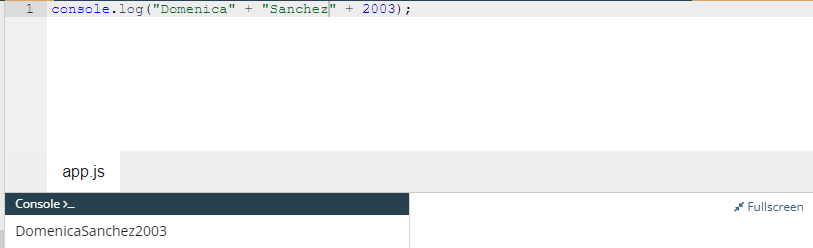 1 console.log("Domenica" + "Sanchez" + 2003);
app.js
Console >_
Fullscreen
DomenicaSanchez2003